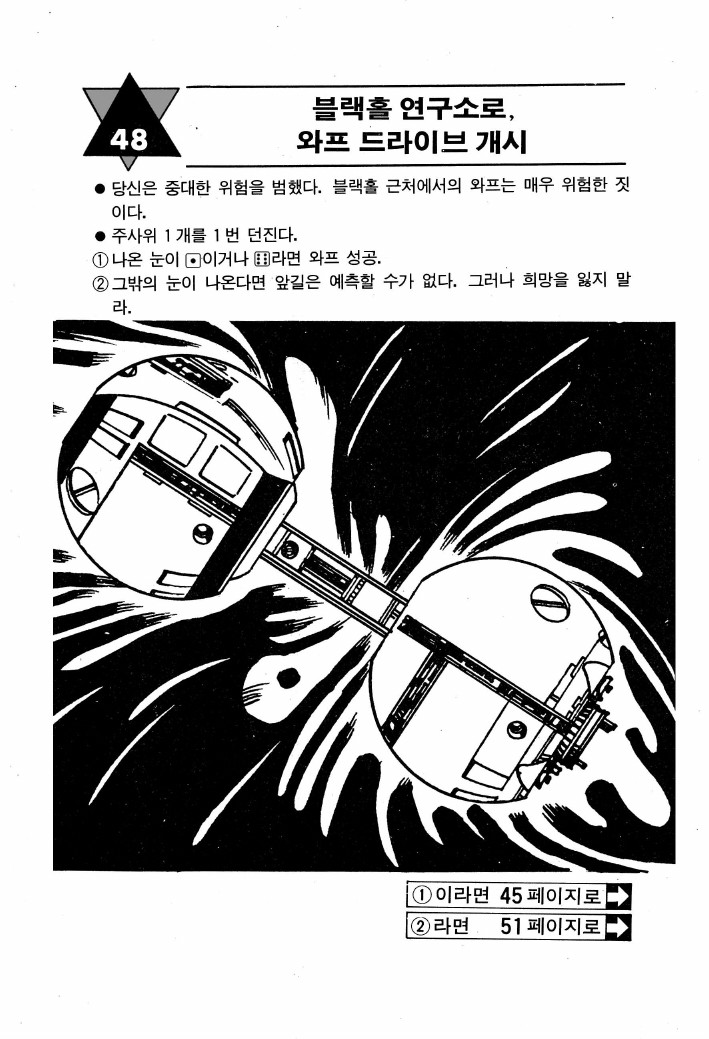 48
블랙홀 연구소로,
와프 드라이브 개시
● 당신은 중대한 위험을 범했다. 블랙홀 근처에서의 와프는 매우 위험한 짓
이다.
● 주사위 1개를 1번 던진다.
① 나온 눈이 ⚀이거나 ⚅라면 와프 성공.
② 그밖의 눈이 나온다면 앞길은 예측할 수가 없다. 그러나 희망을 잃지 말
라.
① 이라면 45페이지로
② 라면 51페이지로